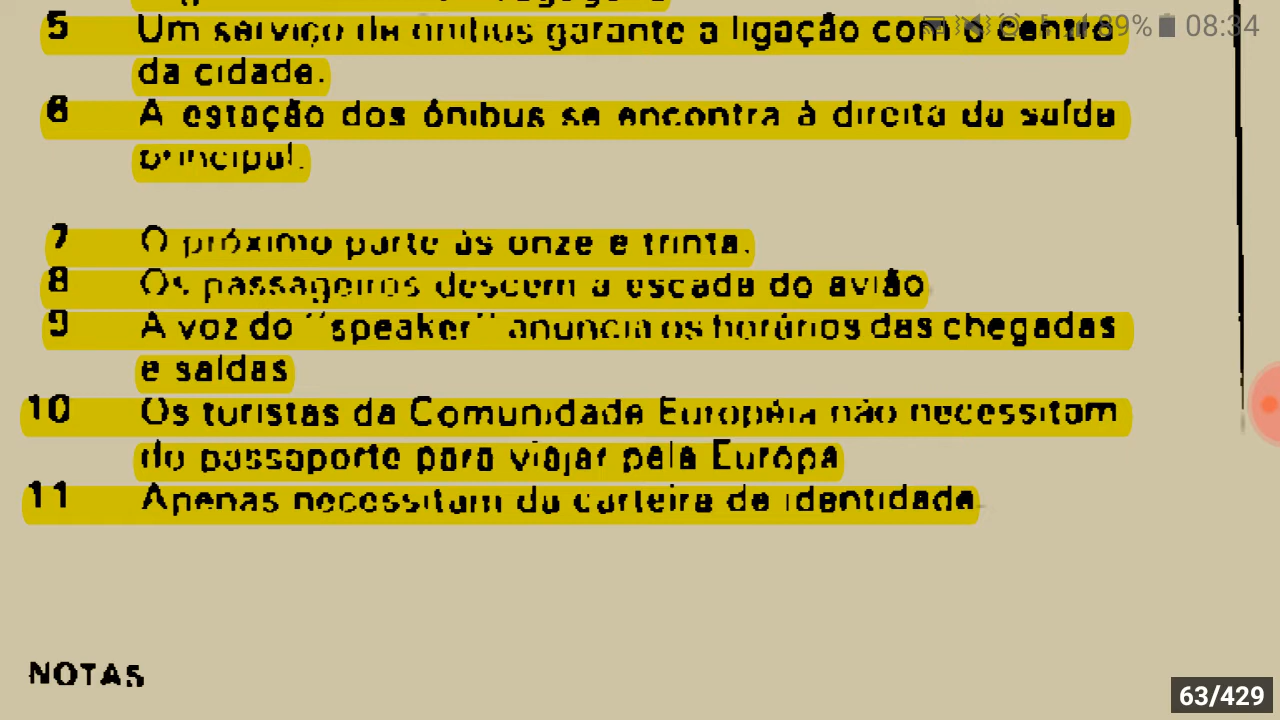 5 Um serviço de ônibus garante a ligação com o centro
89% 08:34
da cidade.
6 A estação dos ônibus se encontra à direita da saída
principal.
7 O próximo parte às onze e trinta.
8 Os passageiros descem a escada do avião
9 A voz do "speaker" anuncia os horários das chegadas
e saídas
10 Os turistas da Comunidade Européia não necessitam
do passaporte para viajar pela Europa
11 Apenas necessitam da carteira de identidade
NOTAS
63/429